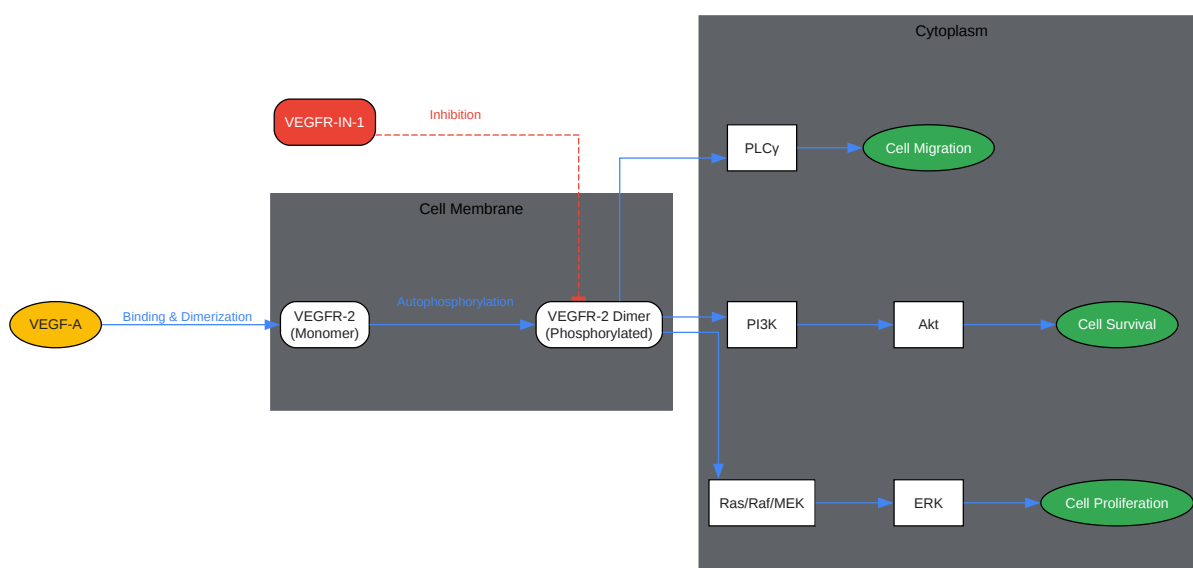 Cytoplasm
VEGFR-IN-1
Inhibition
PLCγ
Cell Migration
Cell Membrane
VEGF-A
Binding & Dimerization
VEGFR-2
(Monomer)
Autophosphorylation
VEGFR-2 Dimer
(Phosphorylated)
PI3K
Akt
Cell Survival
Ras/Raf/MEK
ERK
Cell Proliferation